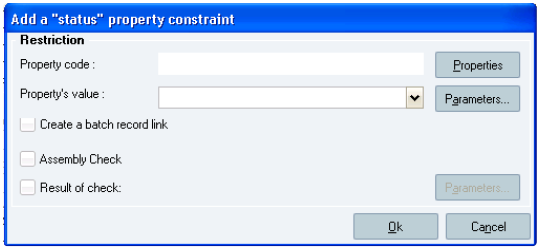 Add a "status" property constraint
Restriction
Property code :
Properties
Property's value :
Parameters...
Create a batch record link
Assembly Check
Result of check:
Parameters...
Ok
Cancel